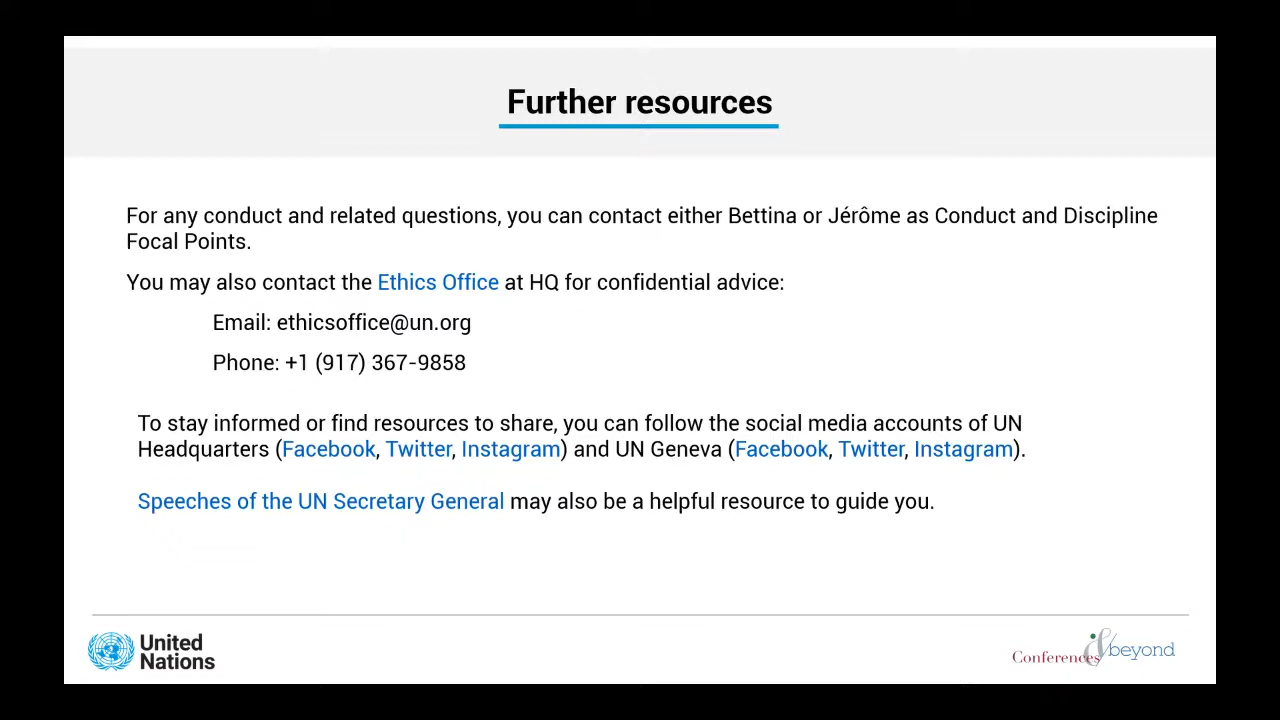 Further resources
For any conduct and related questions, you can contact either Bettina or Jérôme as Conduct and Discipline
Focal Points.
You may also contact the Ethics Office at HQ for confidential advice:
Email: ethicsoffice@un.org
Phone: +1 (917) 367-9858
To stay informed or find resources to share, you can follow the social media accounts of UN
Headquarters (Facebook, Twitter, Instagram) and UN Geneva (Facebook, Twitter, Instagram).
Speeches of the UN Secretary General may also be a helpful resource to guide you.
United
Nations
Conferences & beyond